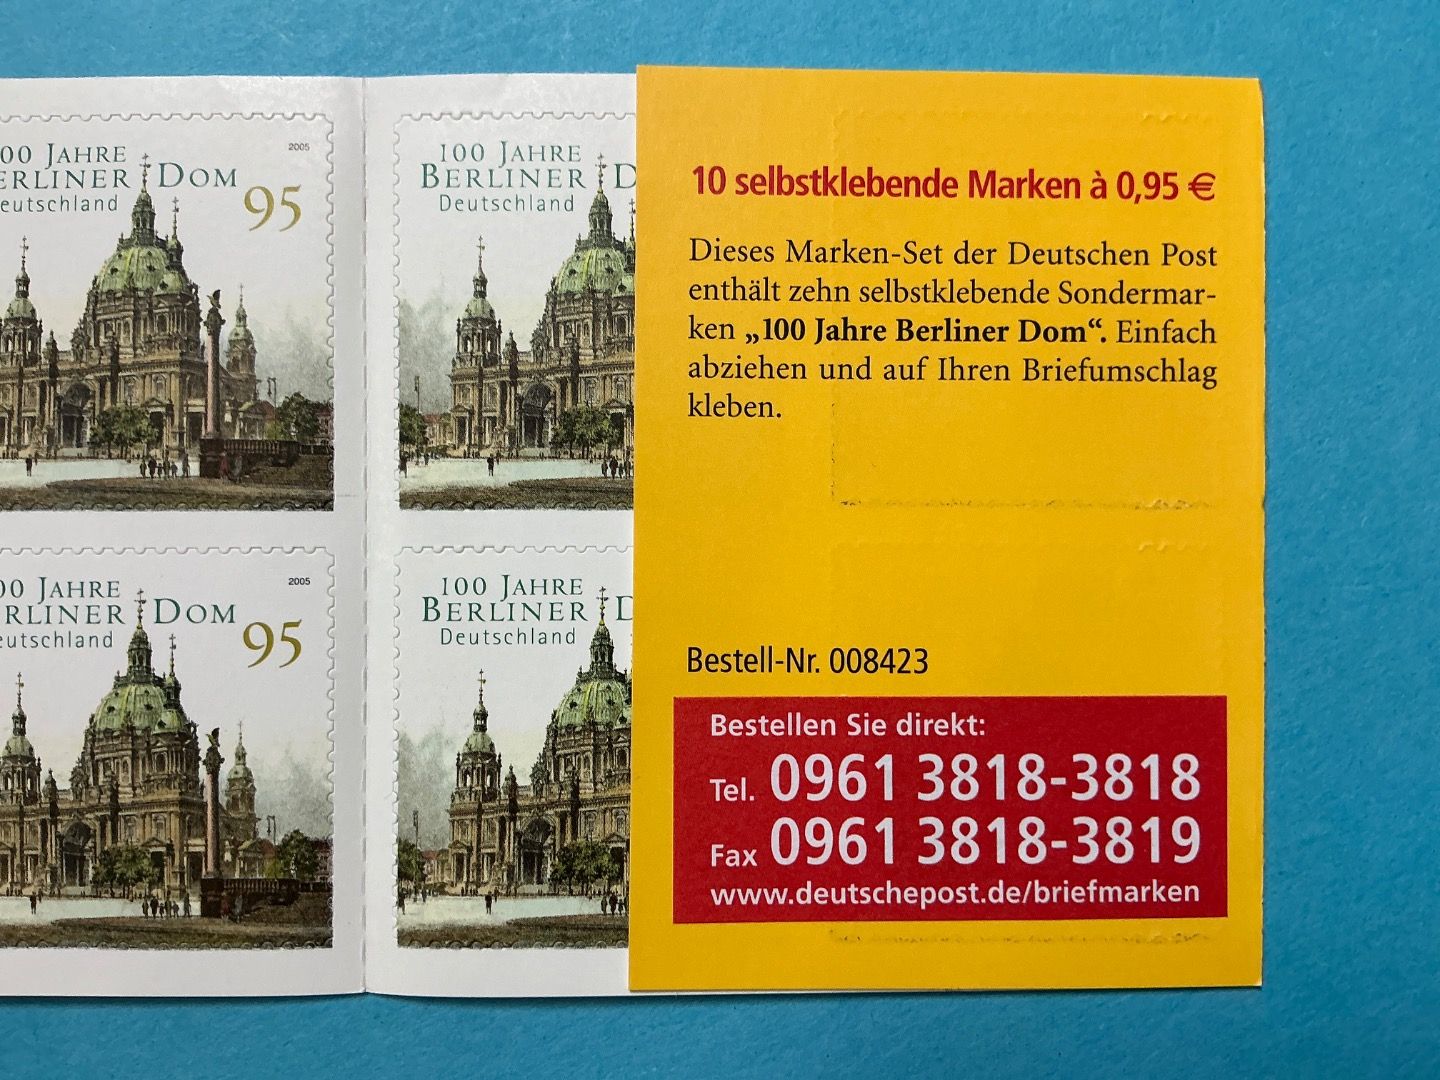 00 JAHRE
ERLINER DOM
eutschland
2005
95
100 JAHRE
BERLINER D
Deutschland
00 JAHRE
ERLINER DOM
eutschland
2005
95
100 JAHRE
BERLINER D
Deutschland
10 selbstklebende Marken à 0,95 €
Dieses Marken-Set der Deutschen Post
enthält zehn selbstklebende Sondermar-
ken „100 Jahre Berliner Dom“. Einfach
abziehen und auf Ihren Briefumschlag
kleben.
Bestell-Nr. 008423
Bestellen Sie direkt:
Tel. 0961 3818-3818
Fax 0961 3818-3819
www.deutschepost.de/briefmarken